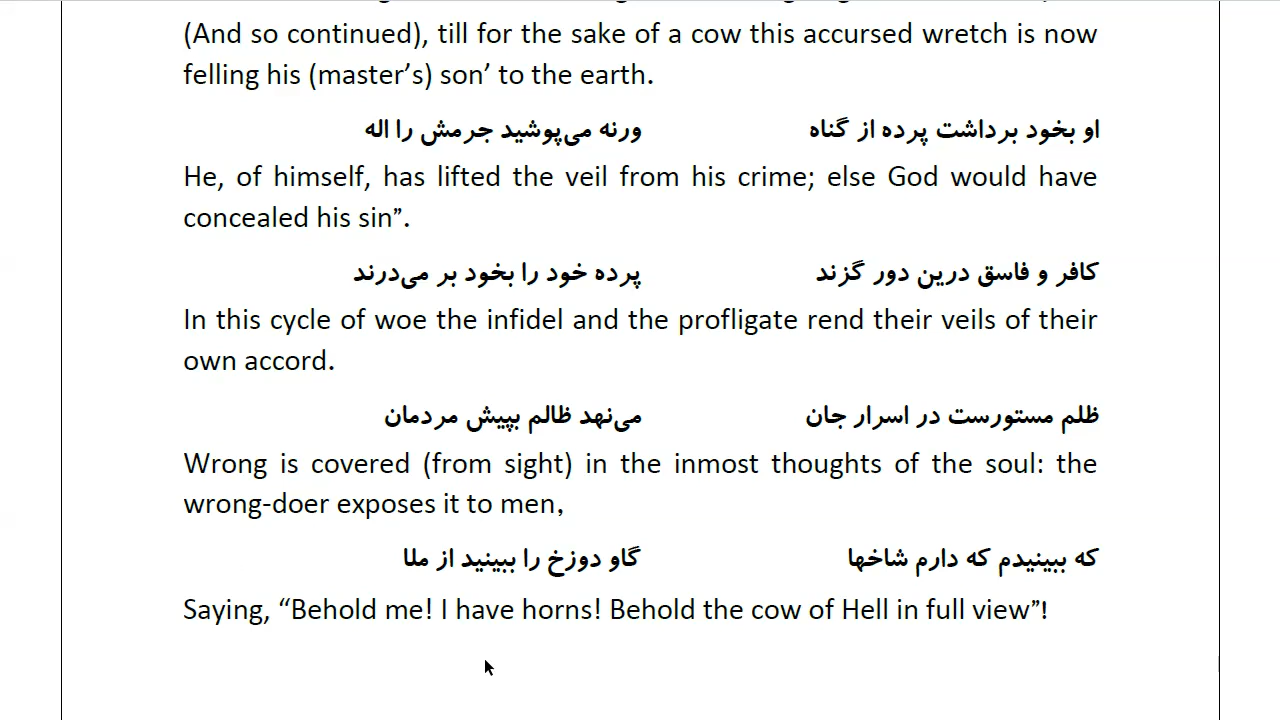 (And so continued), till for the sake of a cow this accursed wretch is now
felling his (master’s) son’ to the earth.
او بخود برداشت پرده از گناه ورنه می‌پوشید جرمش را اله
He, of himself, has lifted the veil from his crime; else God would have
concealed his sin”.
کافر و فاسق درین دور گزند پرده خود را بخود بر می‌درند
In this cycle of woe the infidel and the profligate rend their veils of their
own accord.
ظلم مستورست در اسرار جان می‌نهد ظالم بپیش مردمان
Wrong is covered (from sight) in the inmost thoughts of the soul: the
wrong-doer exposes it to men,
که ببینیدم که دارم شاخها گاو دوزخ را ببینید از ملا
Saying, “Behold me! I have horns! Behold the cow of Hell in full view”!